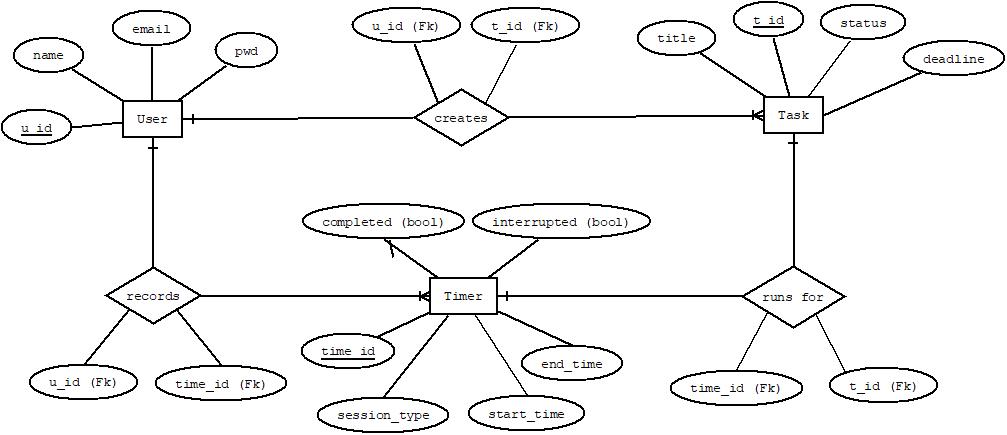 email
name
pwd
u_id
User
u_id (Fk)
t_id (Fk)
creates
title
t_id
status
deadline
Task
completed (bool)
interrupted (bool)
records
Timer
runs for
u_id (Fk)
time_id (Fk)
time_id
session_type
start_time
end_time
time_id (Fk)
t_id (Fk)